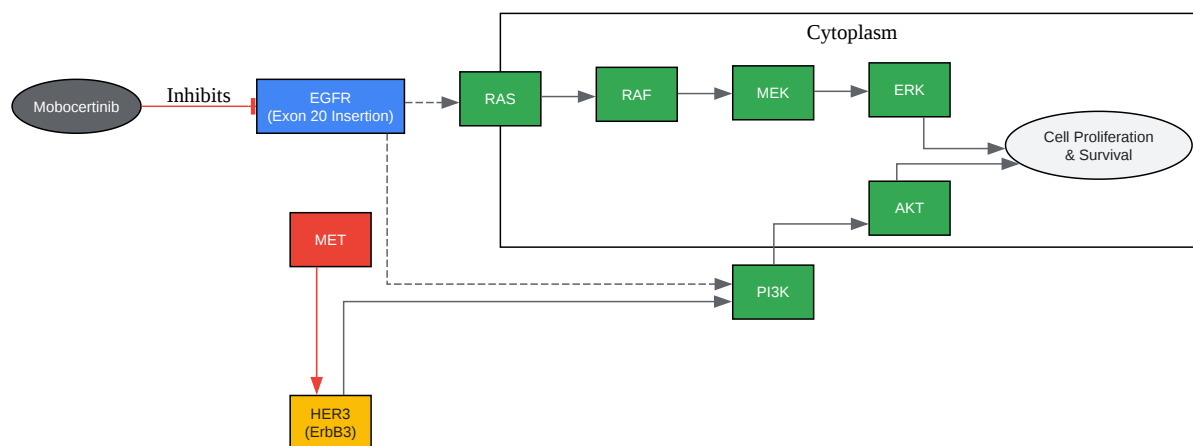 Cytoplasm
Mobocertinib
Inhibits
EGFR
(Exon 20 Insertion)
RAS
RAF
MEK
ERK
Cell Proliferation
& Survival
AKT
MET
PI3K
HER3
(ErbB3)